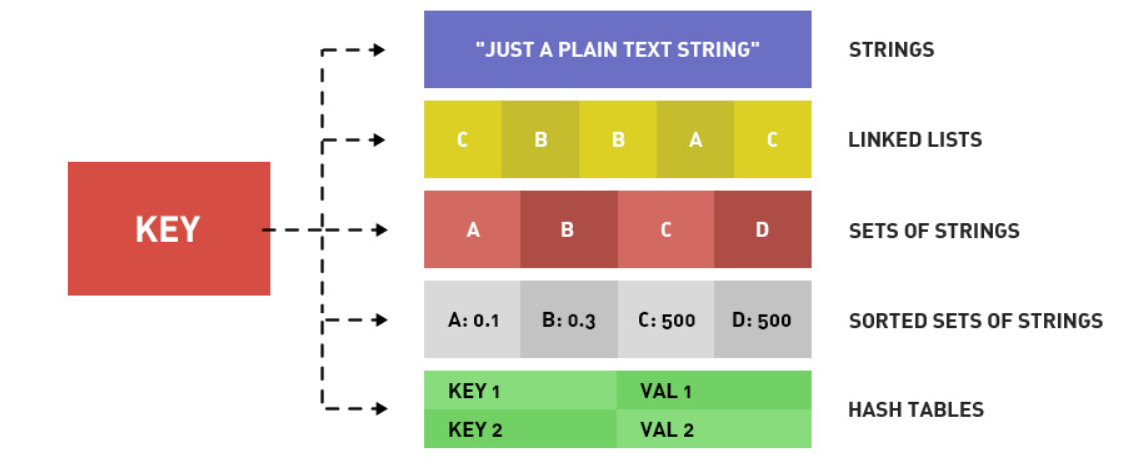 "JUST A PLAIN TEXT STRING" STRINGS
C B B A C LINKED LISTS
KEY A B C D SETS OF STRINGS
A: 0.1 B: 0.3 C: 500 D: 500 SORTED SETS OF STRINGS
KEY 1 VAL 1
HASH TABLES
KEY 2 VAL 2